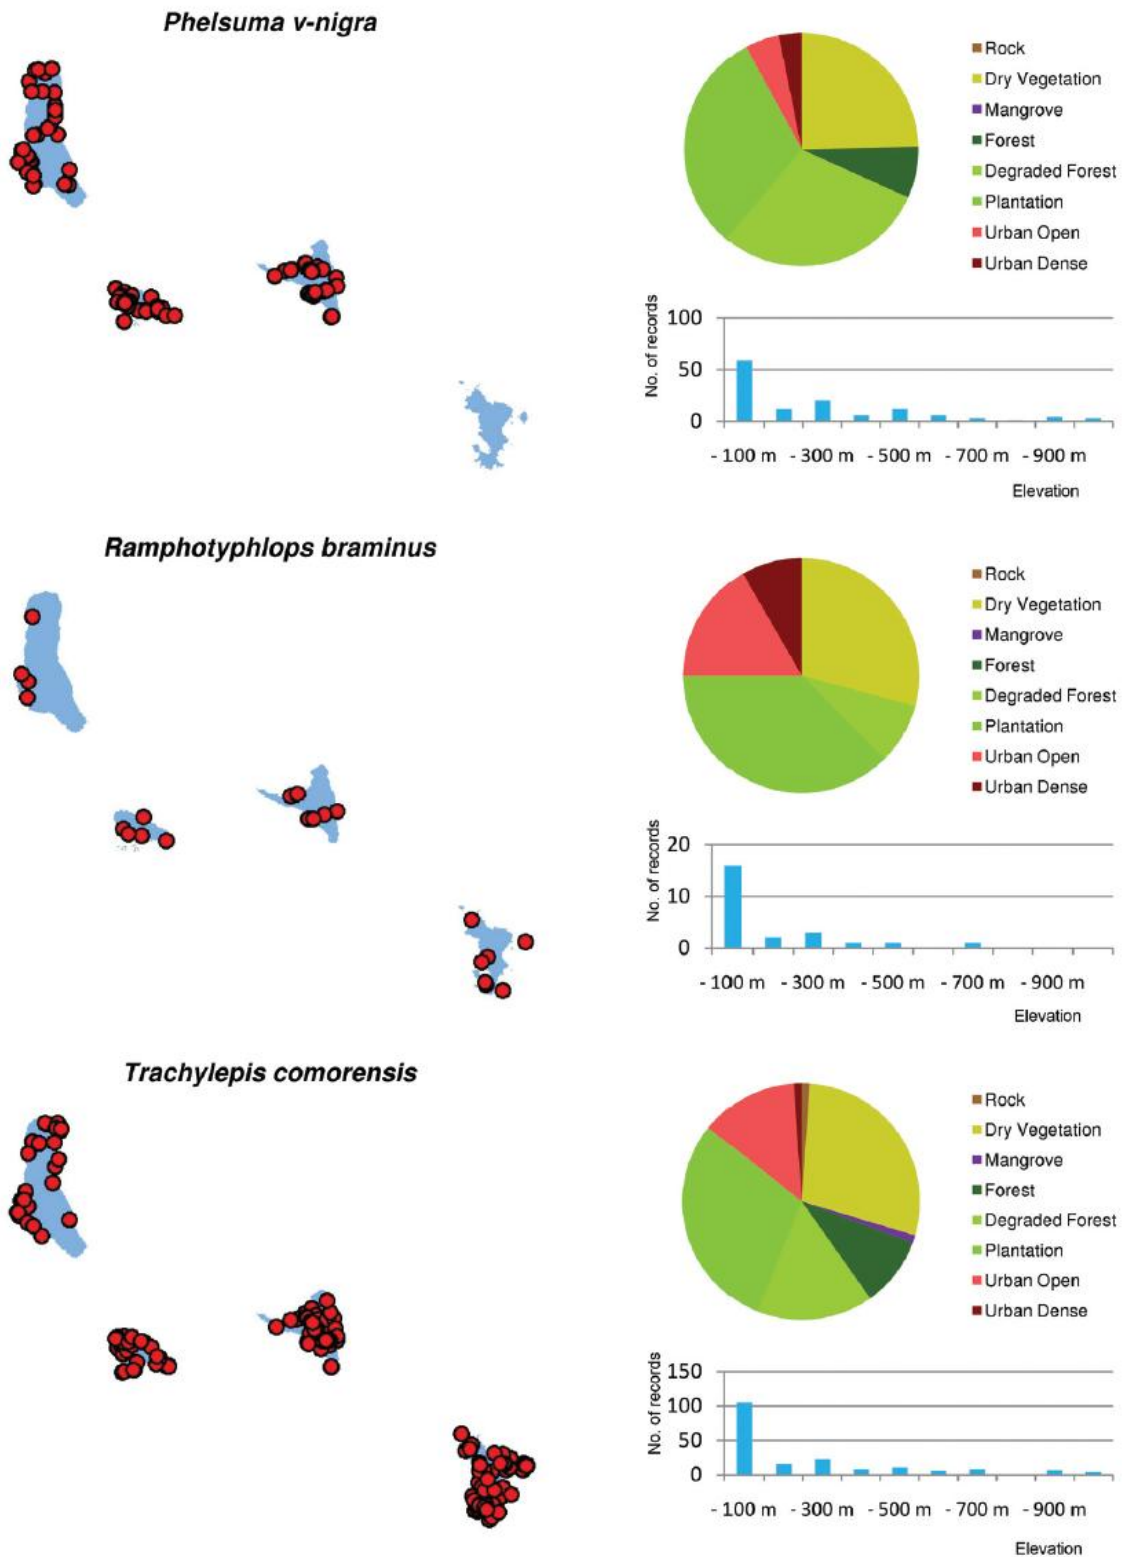 Phelsuma v-nigra
Rock
Dry Vegetation
Mangrove
Forest
Degraded Forest
Plantation
Urban Open
Urban Dense
No. of records
100
50
0
- 100 m - 300 m - 500 m - 700 m - 900 m
Elevation
Ramphotyphlops braminus
Rock
Dry Vegetation
Mangrove
Forest
Degraded Forest
Plantation
Urban Open
Urban Dense
No. of records
20
10
0
- 100 m - 300 m - 500 m - 700 m - 900 m
Elevation
Trachylepis comorensis
Rock
Dry Vegetation
Mangrove
Forest
Degraded Forest
Plantation
Urban Open
Urban Dense
No. of records
150
100
50
0
- 100 m - 300 m - 500 m - 700 m - 900 m
Elevation